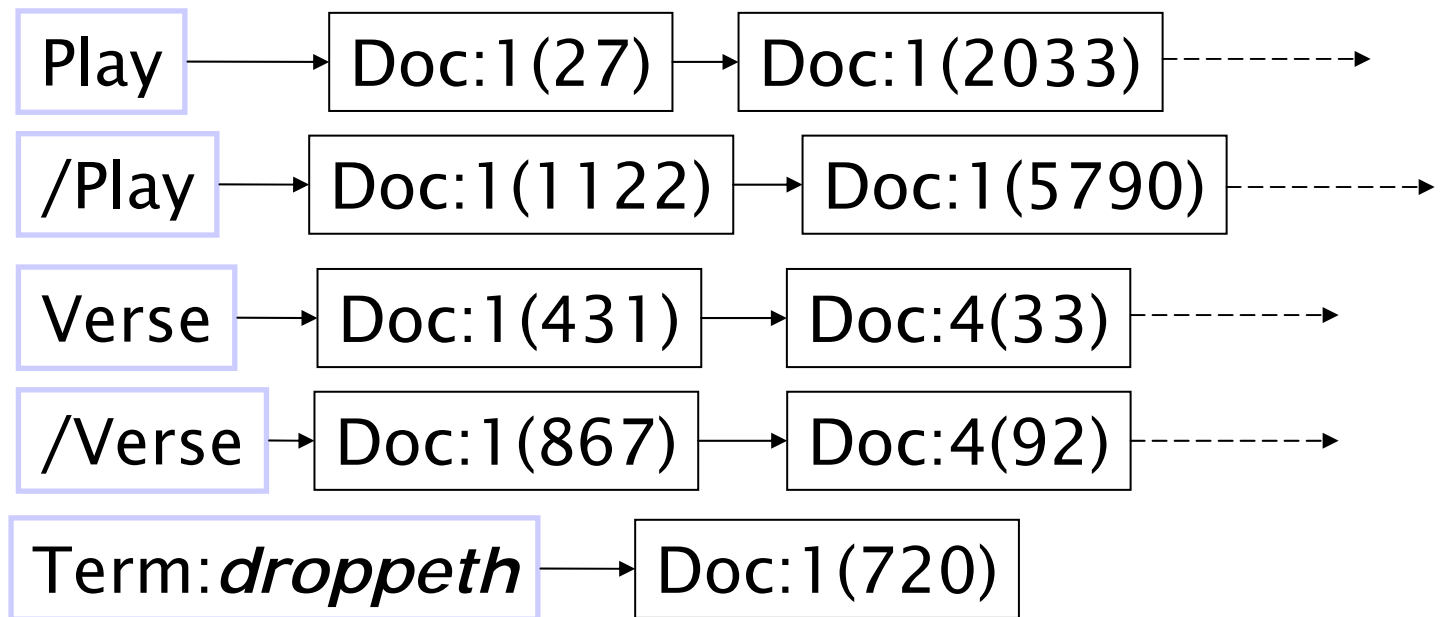 Play Doc:1(27) Doc:1(2033)
/Play Doc:1(1122) Doc:1(5790)
Verse Doc:1(431) Doc:4(33)
/Verse Doc:1(867) Doc:4(92)
Term:droppeth Doc:1(720)